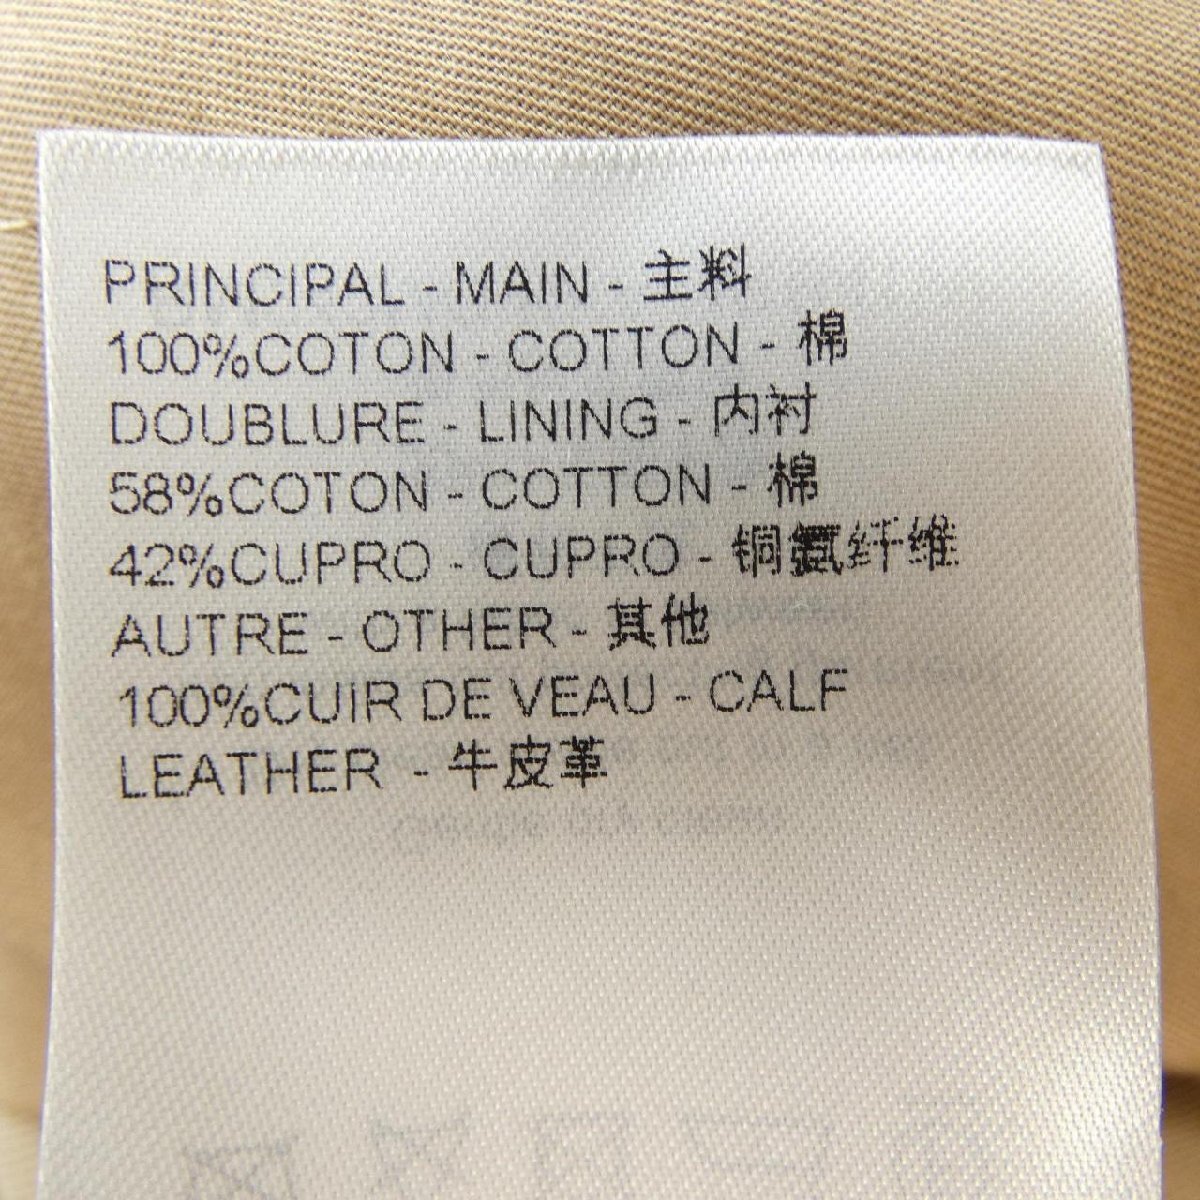 PRINCIPAL - MAIN - 主料
100%COTON - COTTON - 棉
DOUBLURE - LINING - 内衬
58%COTON - COTTON - 棉
42%CUPRO - CUPRO - 铜氨纤维
AUTRE - OTHER - 其他
100%CUIR DE VEAU - CALF
LEATHER - 牛皮革